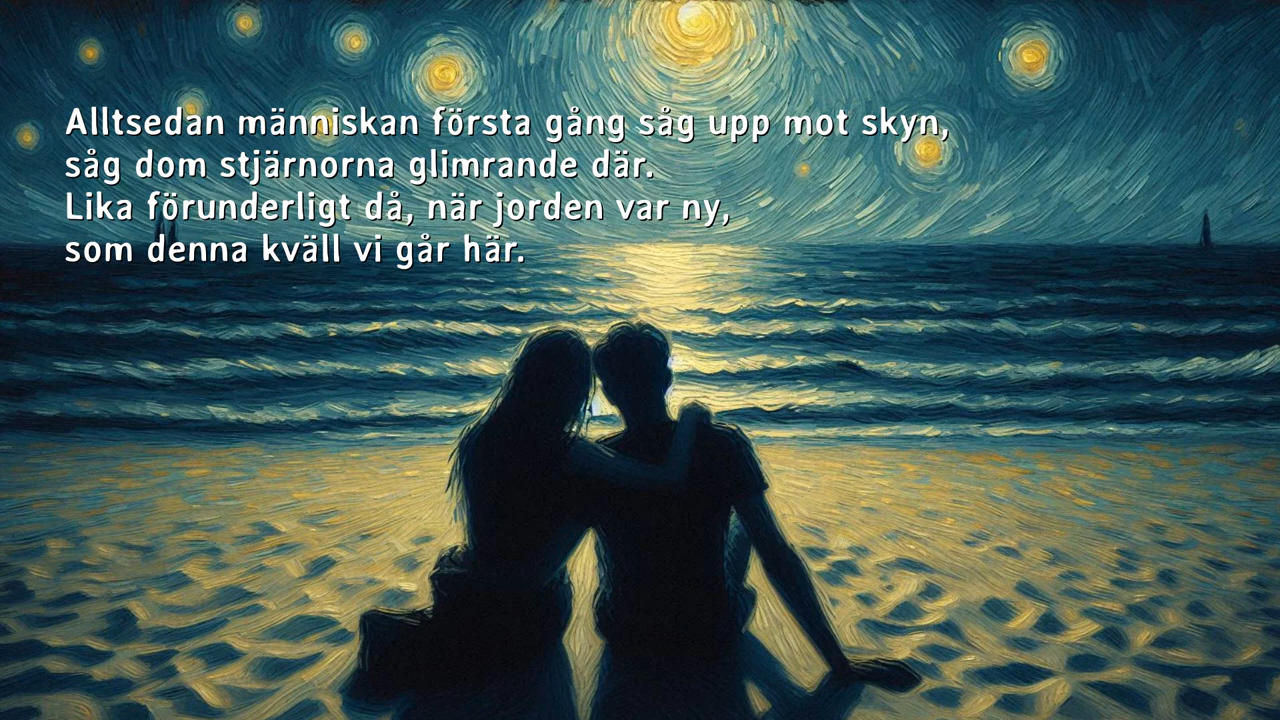 Alltsedan människan första gång såg upp mot skyn,
såg dom stjärnorna glimrande där.
Lika förunderligt då, när jorden var ny,
som denna kväll vi går här.